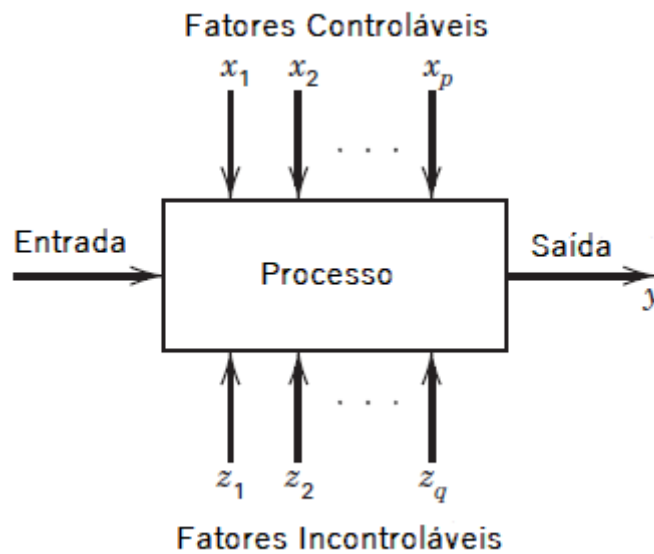 Fatores Controláveis
x1 x2 . . . xp
Entrada
Processo
Saída
y
. . .
z1 z2 zq
Fatores Incontroláveis